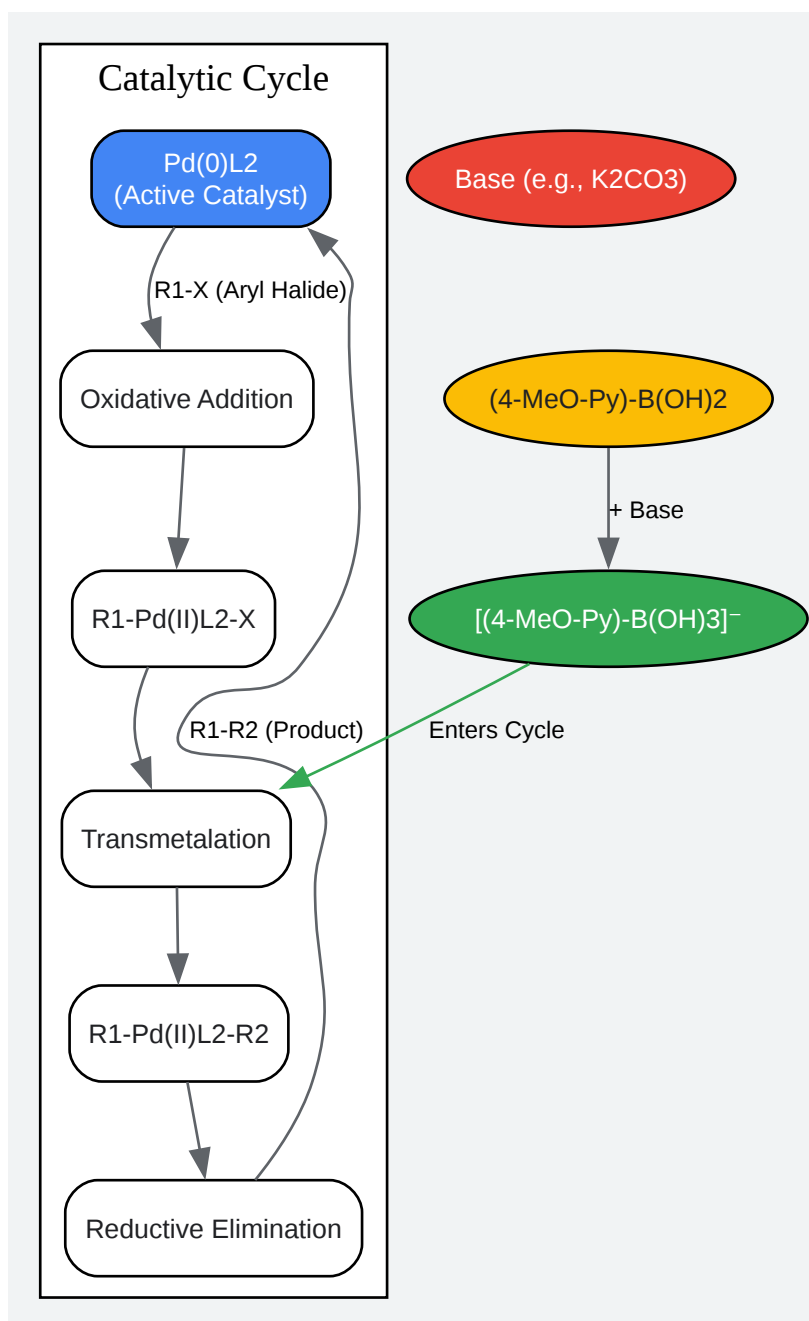 Catalytic Cycle
Pd(0)L2
(Active Catalyst)
Base (e.g., K2CO3)
R1-X (Aryl Halide)
Oxidative Addition
(4-MeO-Py)-B(OH)2
+ Base
R1-Pd(II)L2-X
[(4-MeO-Py)-B(OH)3]⁻
R1-R2 (Product)
Enters Cycle
Transmetalation
R1-Pd(II)L2-R2
Reductive Elimination